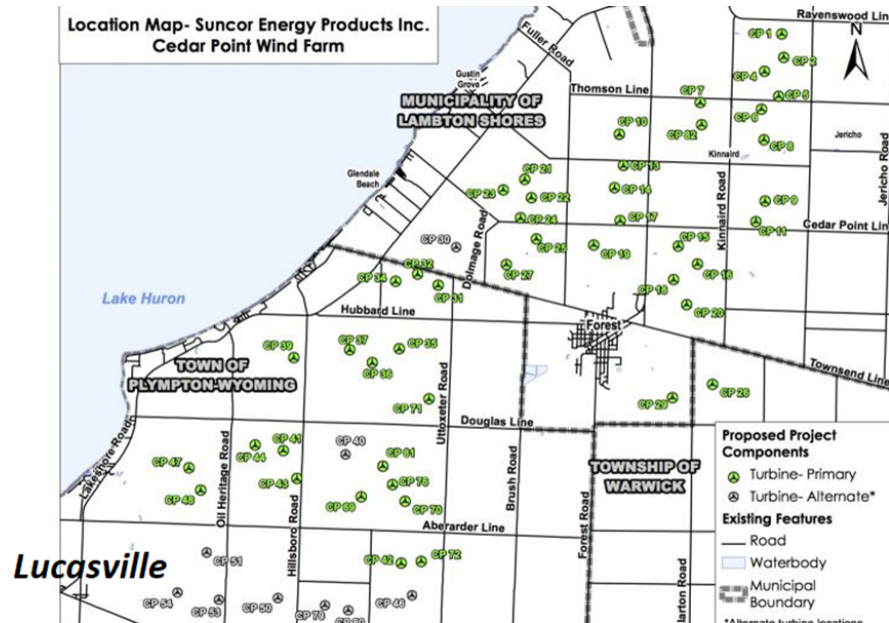 Location Map- Suncor Energy Products Inc.
Cedar Point Wind Farm
Ravenswood Line
N
CP 1
CP 2
Fuller Road
Gustin
Grove
CP 4
Thomson Line
CP 7
CP 5
MUNICIPALITY OF
LAMBTON SHORES
CP 10
CP 82
CP 6
CP 8
Jericho
Kinnaird
Jericho Road
Glendale
Beach
CP 21
CP 13
CP 23
CP 22
CP 14
Kinnaird Road
CP 9
CP 24
CP 17
CP 11
Cedar Point Line
CP 30
Dolmage Road
CP 25
CP 19
CP 15
CP 32
CP 27
CP 16
CP 34
CP 31
CP 18
Lake Huron
CP 20
Hubbard Line
Forest
CP 39
CP 37
CP 35
TOWN OF
PLYMPTON-WYOMING
CP 36
Townsend Line
Uttoxeter Road
CP 71
CP 29
CP 26
Douglas Line
Lakeshore Road
Oil Heritage Road
CP 41
CP 44
CP 40
CP 47
CP 81
Brush Road
TOWNSHIP OF
WARWICK
CP 48
CP 43
CP 76
CP 69
CP 70
Hillsboro Road
Aberarder Line
Forest Road
Lucasville
CP 51
CP 42
CP 72
CP 54
CP 53
CP 50
CP 46
Proposed Project
Components
Turbine- Primary
Turbine- Alternate*
Existing Features
Road
Waterbody
Municipal
Boundary
*Alternate turbine locations